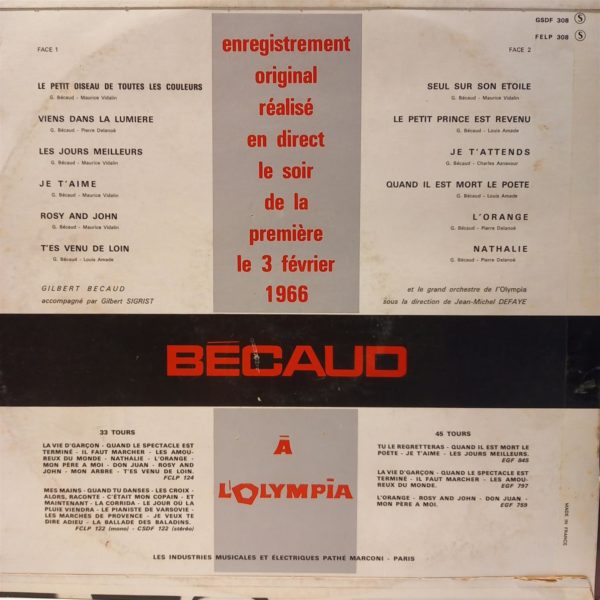 GSDF 308 S
FELP 308 S
FACE 1
LE PETIT OISEAU DE TOUTES LES COULEURS
G. Bécaud - Maurice Vidalin
VIENS DANS LA LUMIERE
G. Bécaud - Pierre Delanoë
LES JOURS MEILLEURS
G. Bécaud - Maurice Vidalin
JE T'AIME
G. Bécaud - Maurice Vidalin
ROSY AND JOHN
G. Bécaud - Maurice Vidalin
T'ES VENU DE LOIN
G. Bécaud - Louis Amade
GILBERT BECAUD
accompagné par Gilbert SIGRIST
enregistrement
original
réalisé
en direct
le soir
de la
première
le 3 février
1966
FACE 2
SEUL SUR SON ETOILE
G. Bécaud - Maurice Vidalin
LE PETIT PRINCE EST REVENU
G. Bécaud - Louis Amade
JE T'ATTENDS
G. Bécaud - Charles Aznavour
QUAND IL EST MORT LE POETE
G. Bécaud - Louis Amade
L'ORANGE
G. Bécaud - Pierre Delanoë
NATHALIE
G. Bécaud - Pierre Delanoë
et le grand orchestre de l'Olympia
sous la direction de Jean-Michel DEFAYE
BÉCAUD
À
L'OLYMPIA
33 TOURS
LA VIE D'GARÇON - QUAND LE SPECTACLE EST
TERMINÉ - IL FAUT MARCHER - LES AMOU-
REUX DU MONDE - NATHALIE - L'ORANGE -
MON PÈRE A MOI - DON JUAN - ROSY AND
JOHN - MON ARBRE - T'ES VENU DE LOIN.
FCLP 124
MES MAINS - QUAND TU DANSES - LES CROIX -
ALORS, RACONTE - C'ÉTAIT MON COPAIN - ET
MAINTENANT - LA CORRIDA - LE JOUR OU LA
PLUIE VIENDRA - LE PIANISTE DE VARSOVIE -
LES MARCHES DE PROVENCE - JE VEUX TE
DIRE ADIEU - LA BALLADE DES BALADINS.
FCLP 122 (mono) - CSDF 122 (stéréo)
45 TOURS
TU LE REGRETTERAS - QUAND IL EST MORT LE
POÈTE - JE T'AIME - LES JOURS MEILLEURS.
EGF 845
LA VIE D'GARÇON - QUAND LE SPECTACLE EST
TERMINÉ - IL FAUT MARCHER - LES AMOU-
REUX DU MONDE.
EGF 757
L'ORANGE - ROSY AND JOHN - DON JUAN -
MON PÈRE A MOI.
EGF 759
MADE IN FRANCE
LES INDUSTRIES MUSICALES ET ÉLECTRIQUES PATHE MARCONI - PARIS